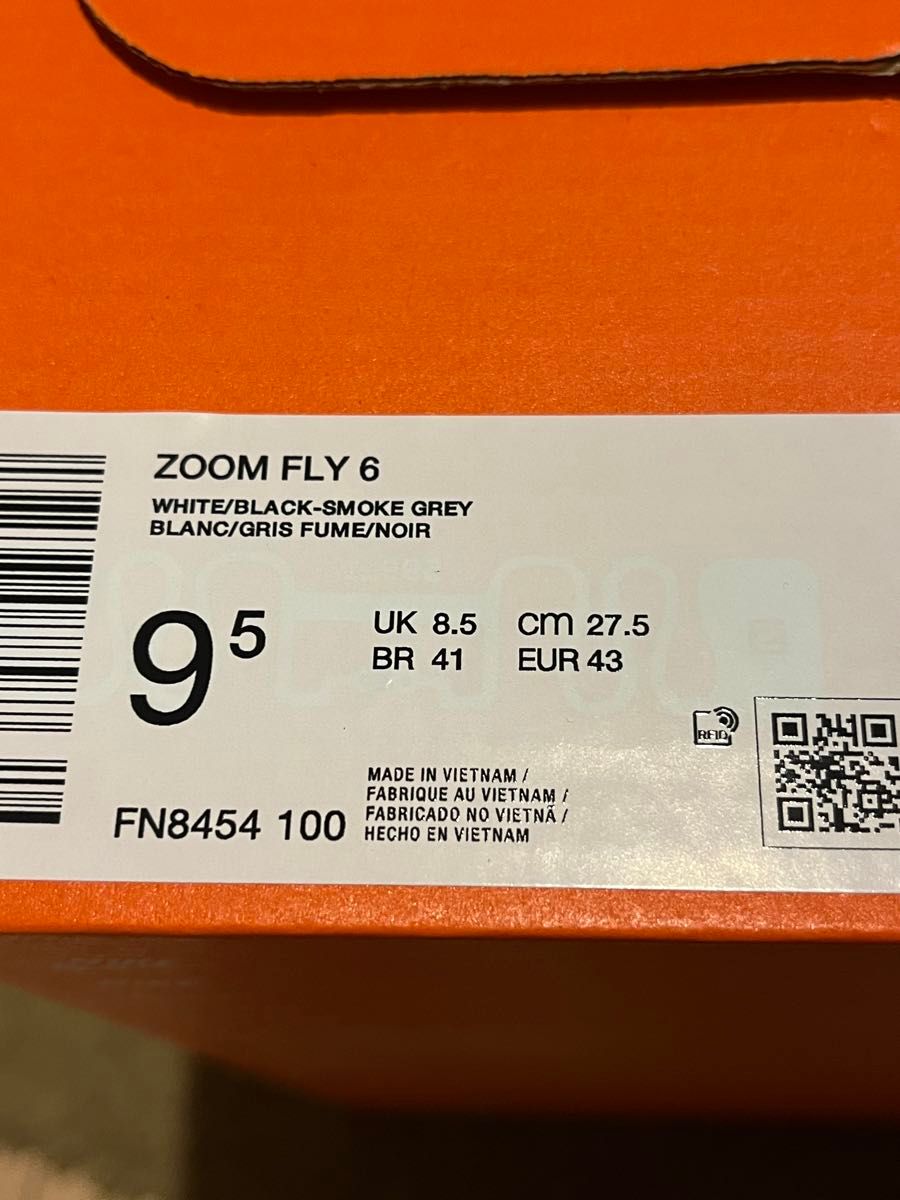 ZOOM FLY 6
WHITE/BLACK-SMOKE GREY
BLANC/GRIS FUME/NOIR
9⁵
UK 8.5 cm 27.5
BR 41 EUR 43
RFID
MADE IN VIETNAM /
FABRIQUE AU VIETNAM /
FABRICADO NO VIETNÃ /
HECHO EN VIETNAM
FN8454 100